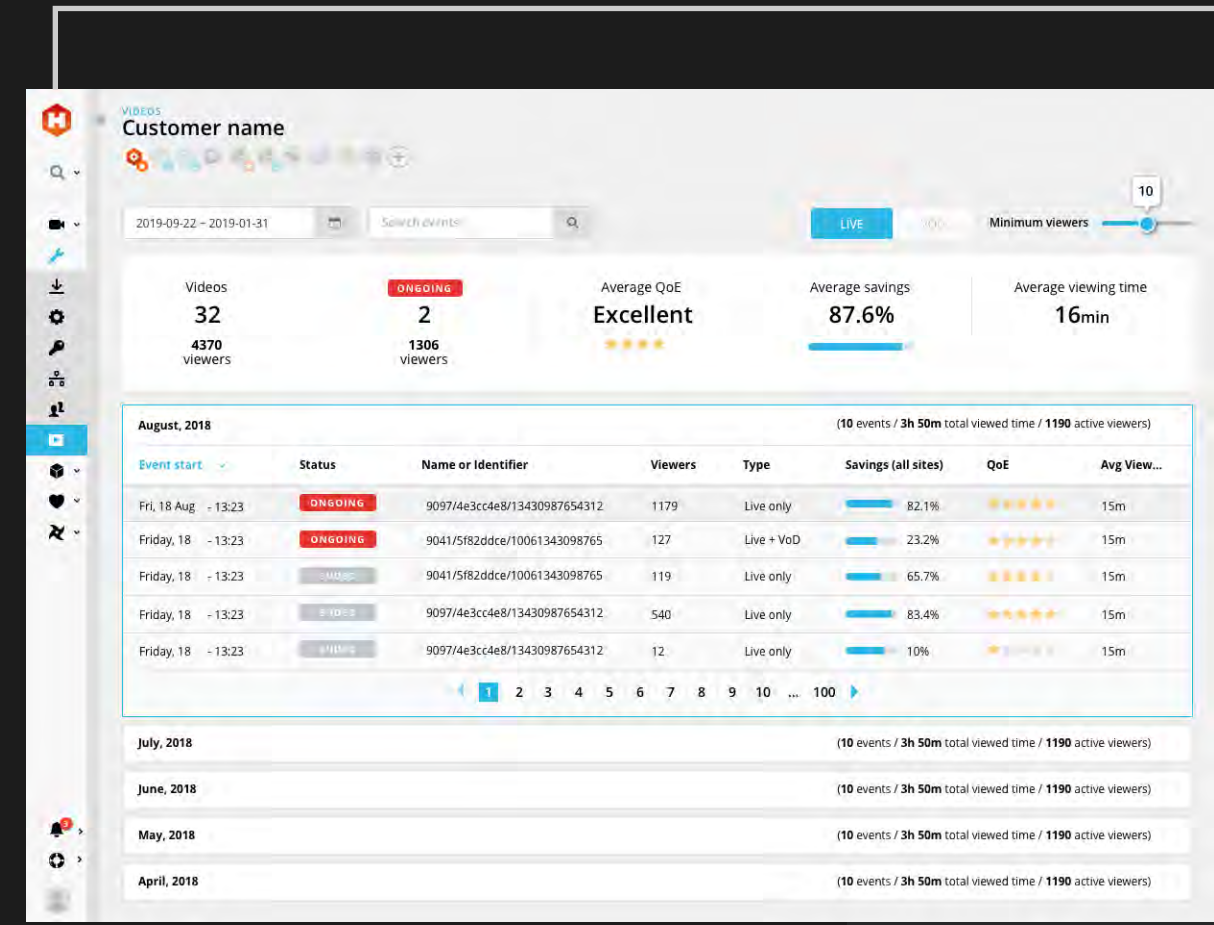 VIDEOS
Customer name
10
2019-09-22 – 2019-01-31
Search events
LIVE
Minimum viewers
Videos
32
4370
viewers
ONGOING
2
1306
viewers
Average QoE
Excellent
Average savings
87.6%
Average viewing time
16min
August, 2018 (10 events / 3h 50m total viewed time / 1190 active viewers)
Event start Status Name or Identifier Viewers Type Savings (all sites) QoE Avg View...
Fri, 18 Aug - 13:23 ONGOING 9097/4e3cc4e8/13430987654312 1179 Live only 82.1% 15m
Friday, 18 - 13:23 ONGOING 9041/5f82ddce/10061343098765 127 Live + VoD 23.2% 15m
Friday, 18 - 13:23 ENDED 9041/5f82ddce/10061343098765 119 Live only 65.7% 15m
Friday, 18 - 13:23 ENDED 9097/4e3cc4e8/13430987654312 540 Live only 83.4% 15m
Friday, 18 - 13:23 ENDED 9097/4e3cc4e8/13430987654312 12 Live only 10% 15m
1 2 3 4 5 6 7 8 9 10 ... 100
July, 2018 (10 events / 3h 50m total viewed time / 1190 active viewers)
June, 2018 (10 events / 3h 50m total viewed time / 1190 active viewers)
May, 2018 (10 events / 3h 50m total viewed time / 1190 active viewers)
3
April, 2018 (10 events / 3h 50m total viewed time / 1190 active viewers)